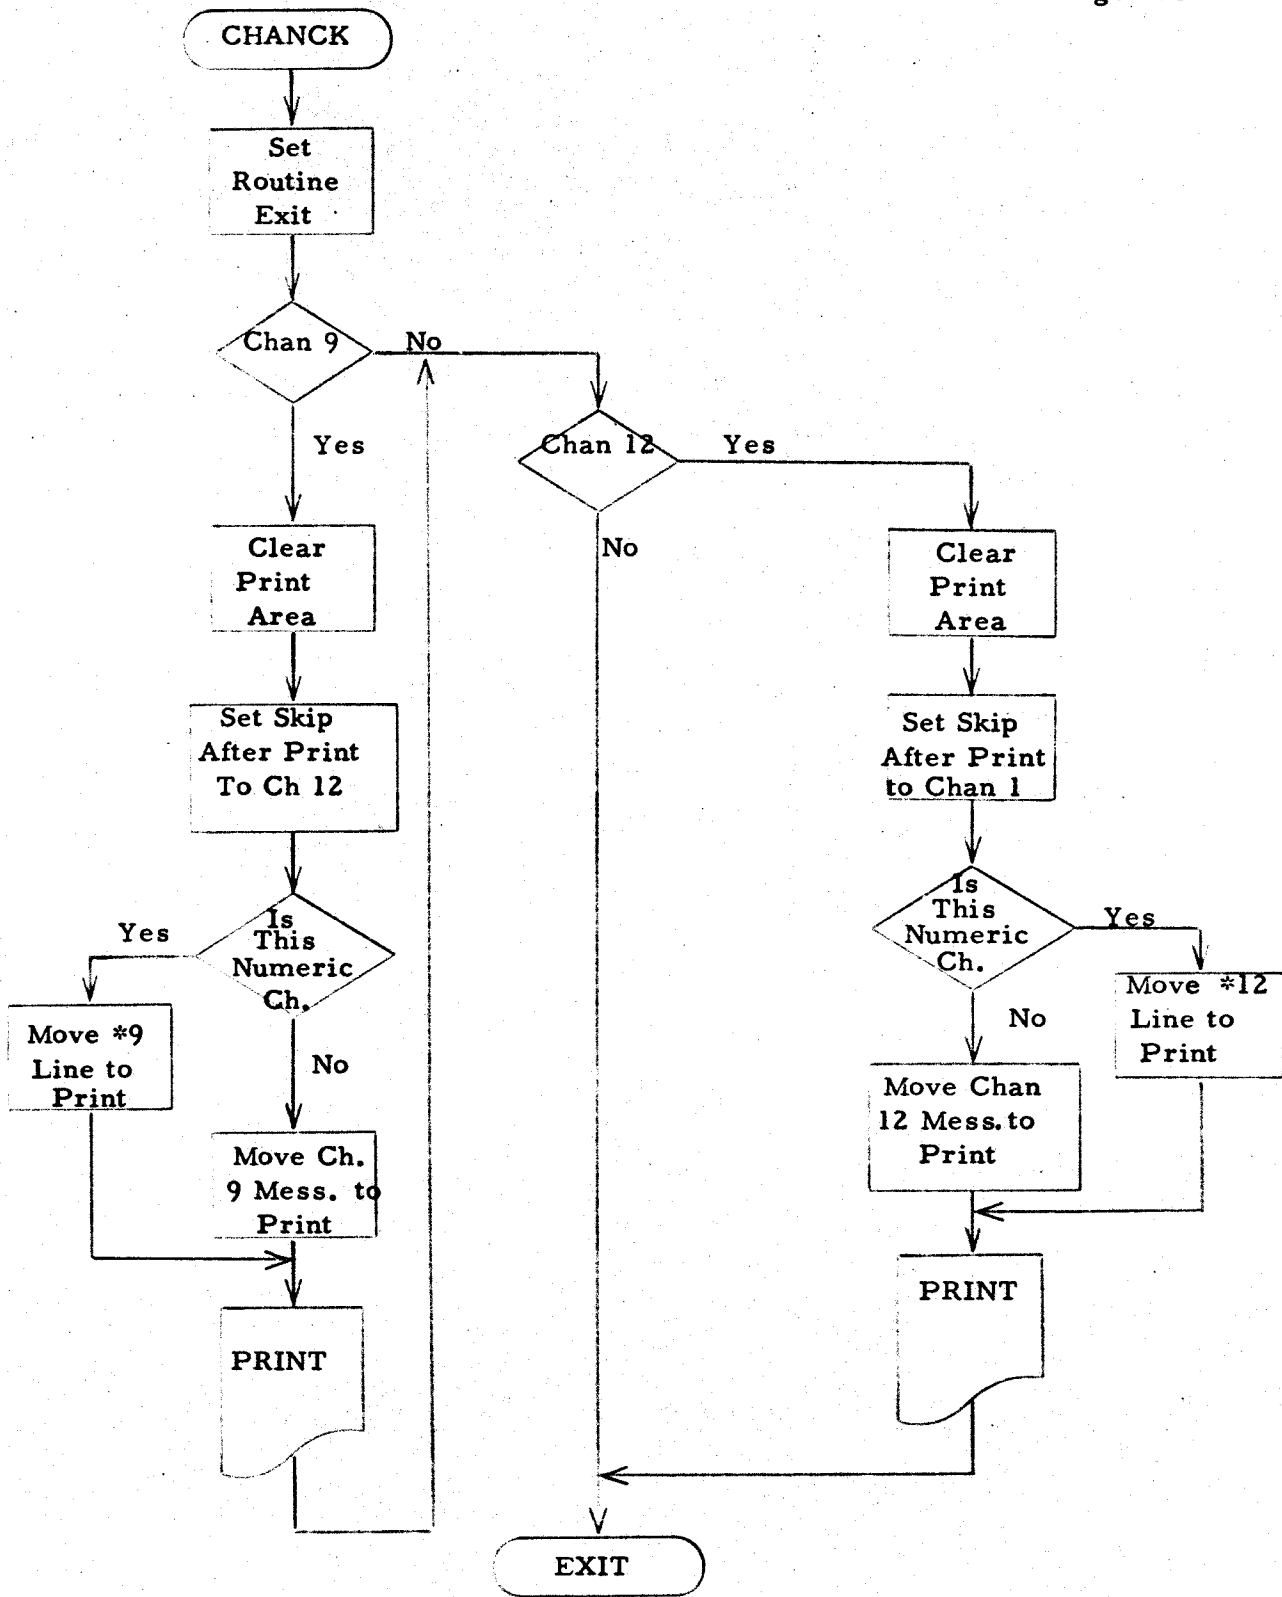 CHANCK
Set
Routine
Exit
Chan 9
No
Yes
Chan 12
Yes
No
Clear
Print
Area
Set Skip
After Print
To Ch 12
Is
This
Numeric
Ch.
Yes
No
Move *9
Line to
Print
Move Ch.
9 Mess. to
Print
PRINT
Clear
Print
Area
Set Skip
After Print
to Chan 1
Is
This
Numeric
Ch.
Yes
No
Move *12
Line to
Print
Move Chan
12 Mess. to
Print
PRINT
EXIT